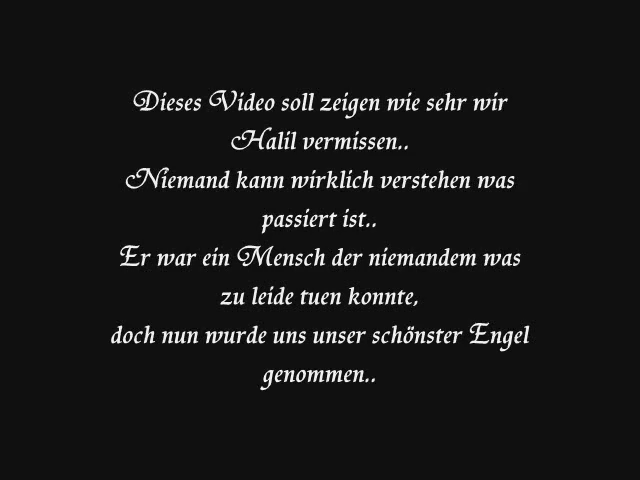 Dieses Video soll zeigen wie sehr wir
Halil vermissen..
Niemand kann wirklich verstehen was
passiert ist..
Er war ein Mensch der niemandem was
zu leide tuen konnte,
doch nun wurde uns unser schönster Engel
genommen..